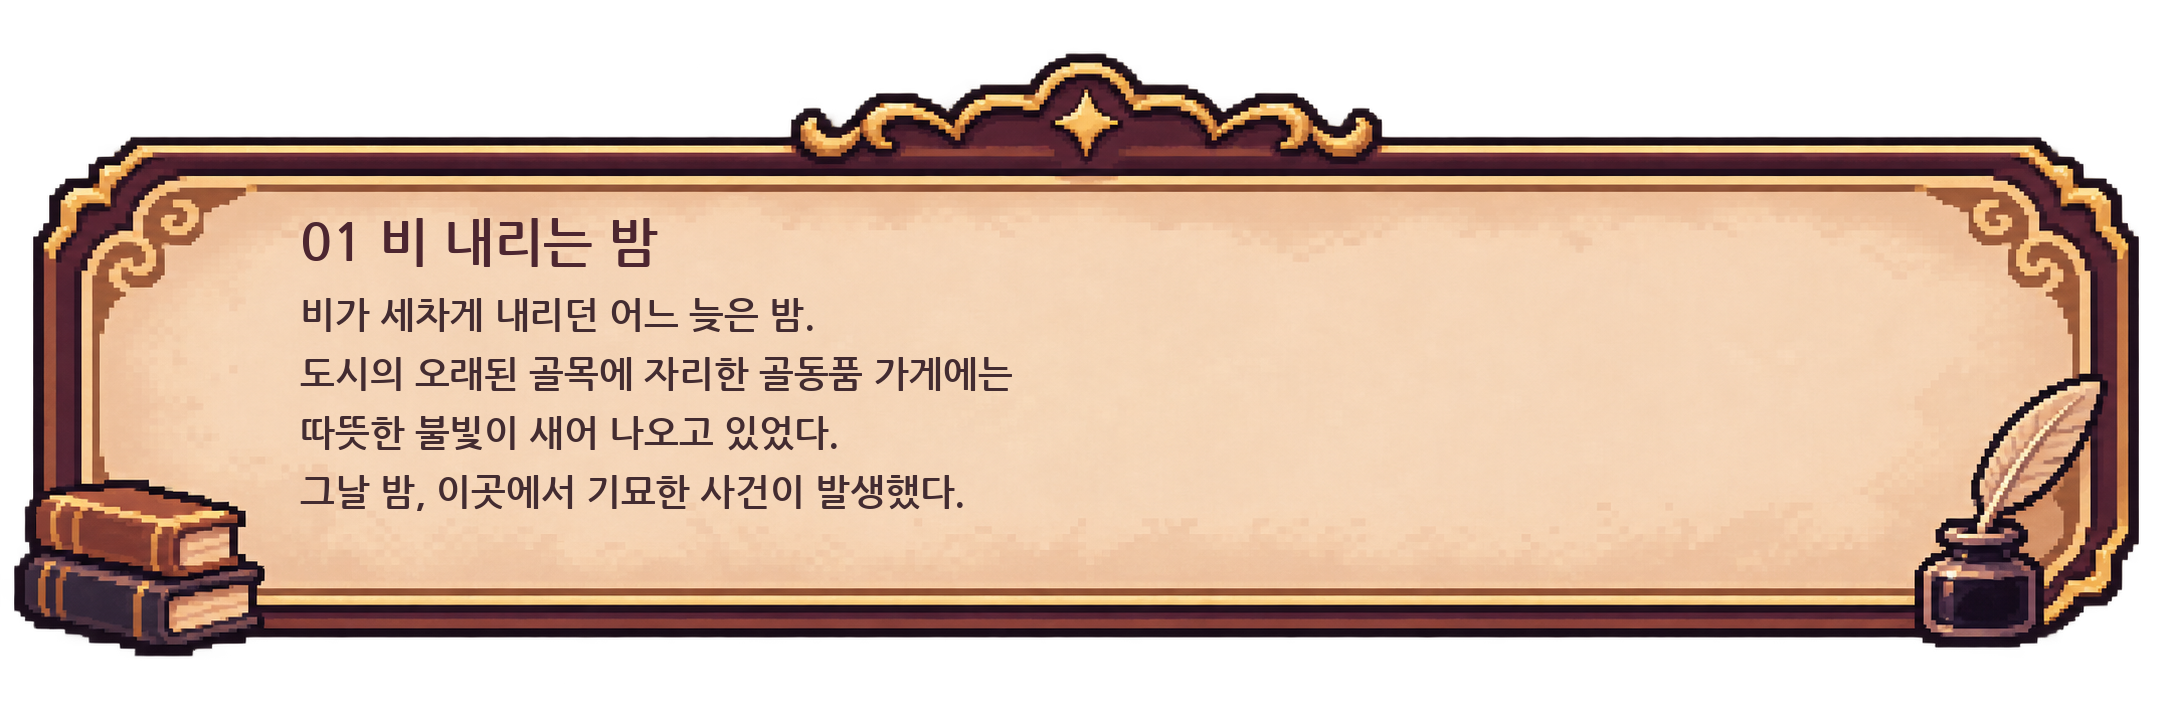 01 비 내리는 밤
비가 세차게 내리던 어느 늦은 밤.
도시의 오래된 골목에 자리한 골동품 가게에는
따뜻한 불빛이 새어 나오고 있었다.
그날 밤, 이곳에서 기묘한 사건이 발생했다.